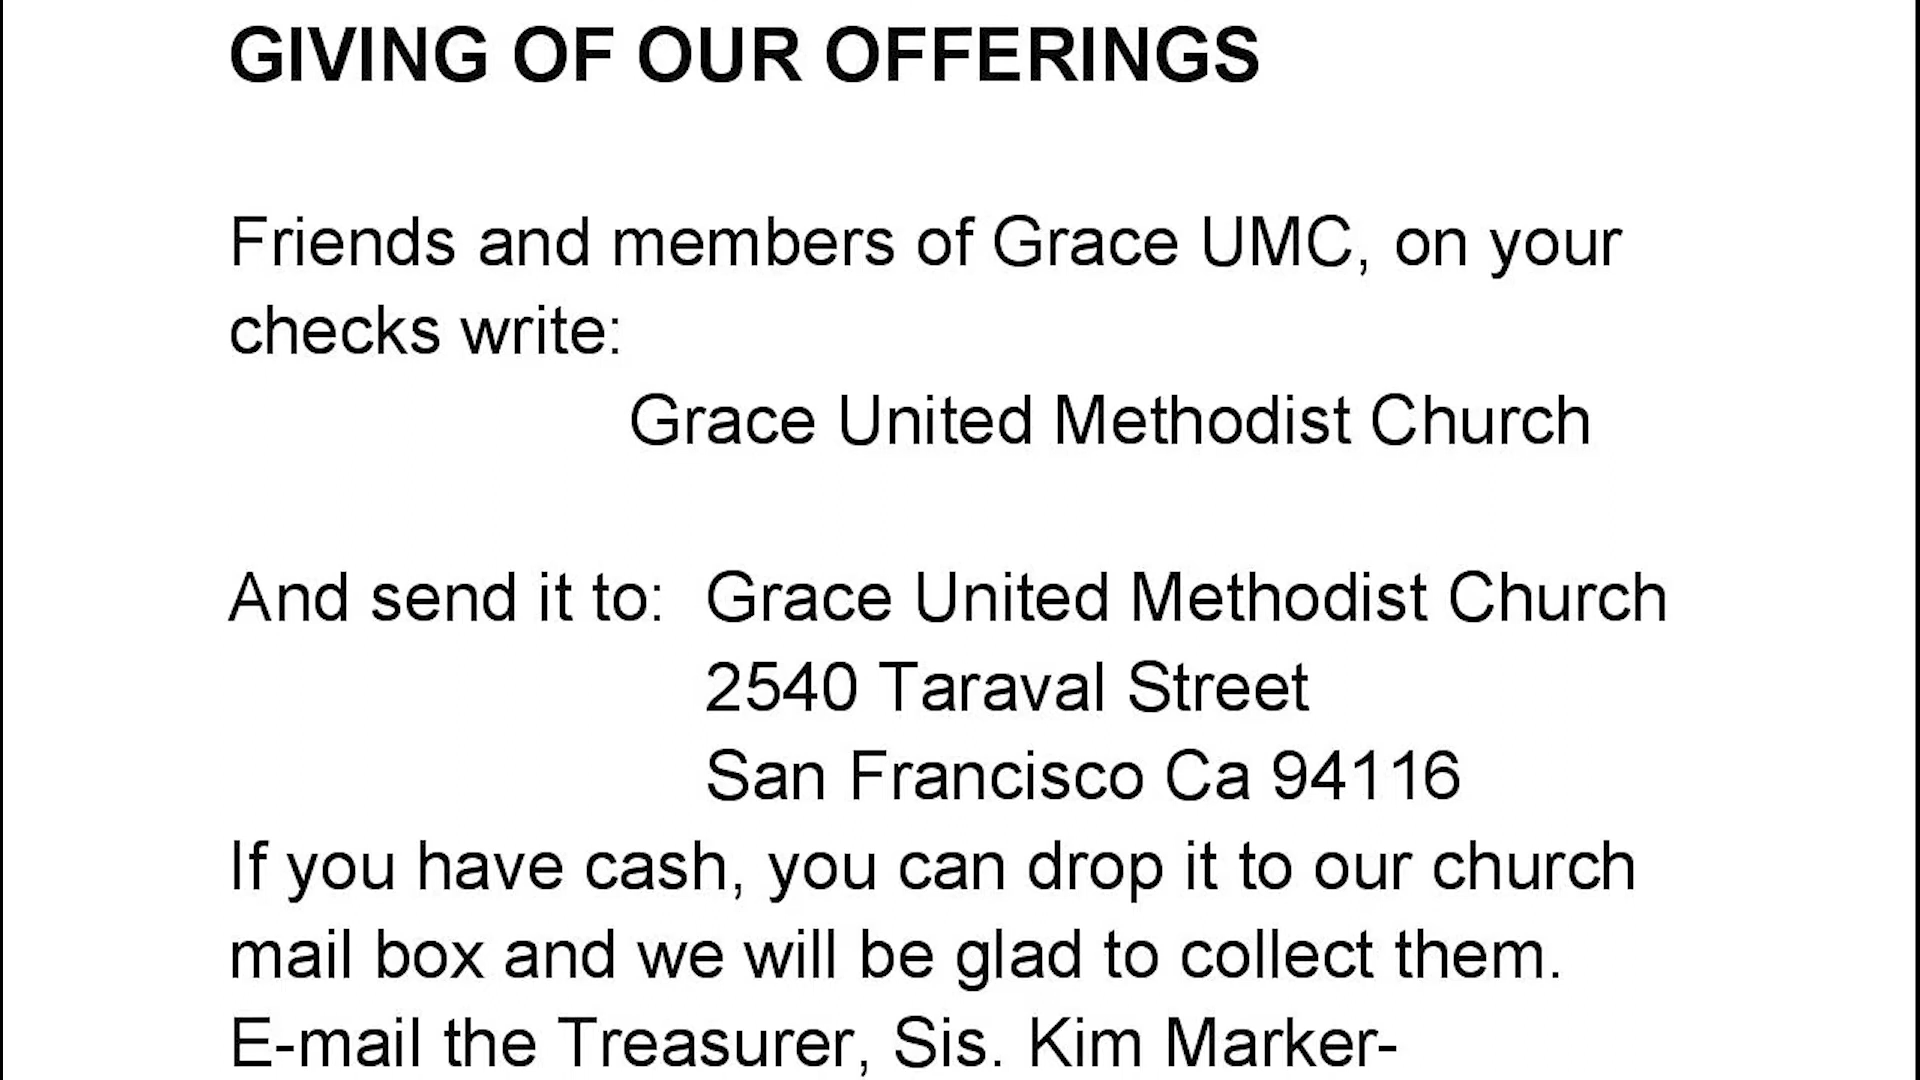 GIVING OF OUR OFFERINGS
Friends and members of Grace UMC, on your
checks write:
Grace United Methodist Church
And send it to: Grace United Methodist Church
2540 Taraval Street
San Francisco Ca 94116
If you have cash, you can drop it to our church
mail box and we will be glad to collect them.
E-mail the Treasurer, Sis. Kim Marker-